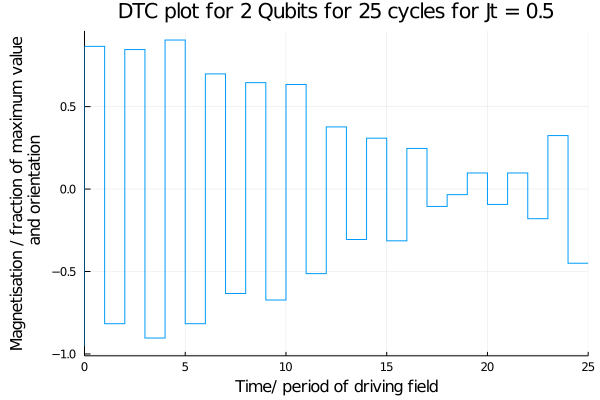 DTC plot for 2 Qubits for 25 cycles for Jt = 0.5
Magnetisation / fraction of maximum value
and orientation
0.5
0.0
−0.5
−1.0
0
5
10
15
20
25
Time/ period of driving field